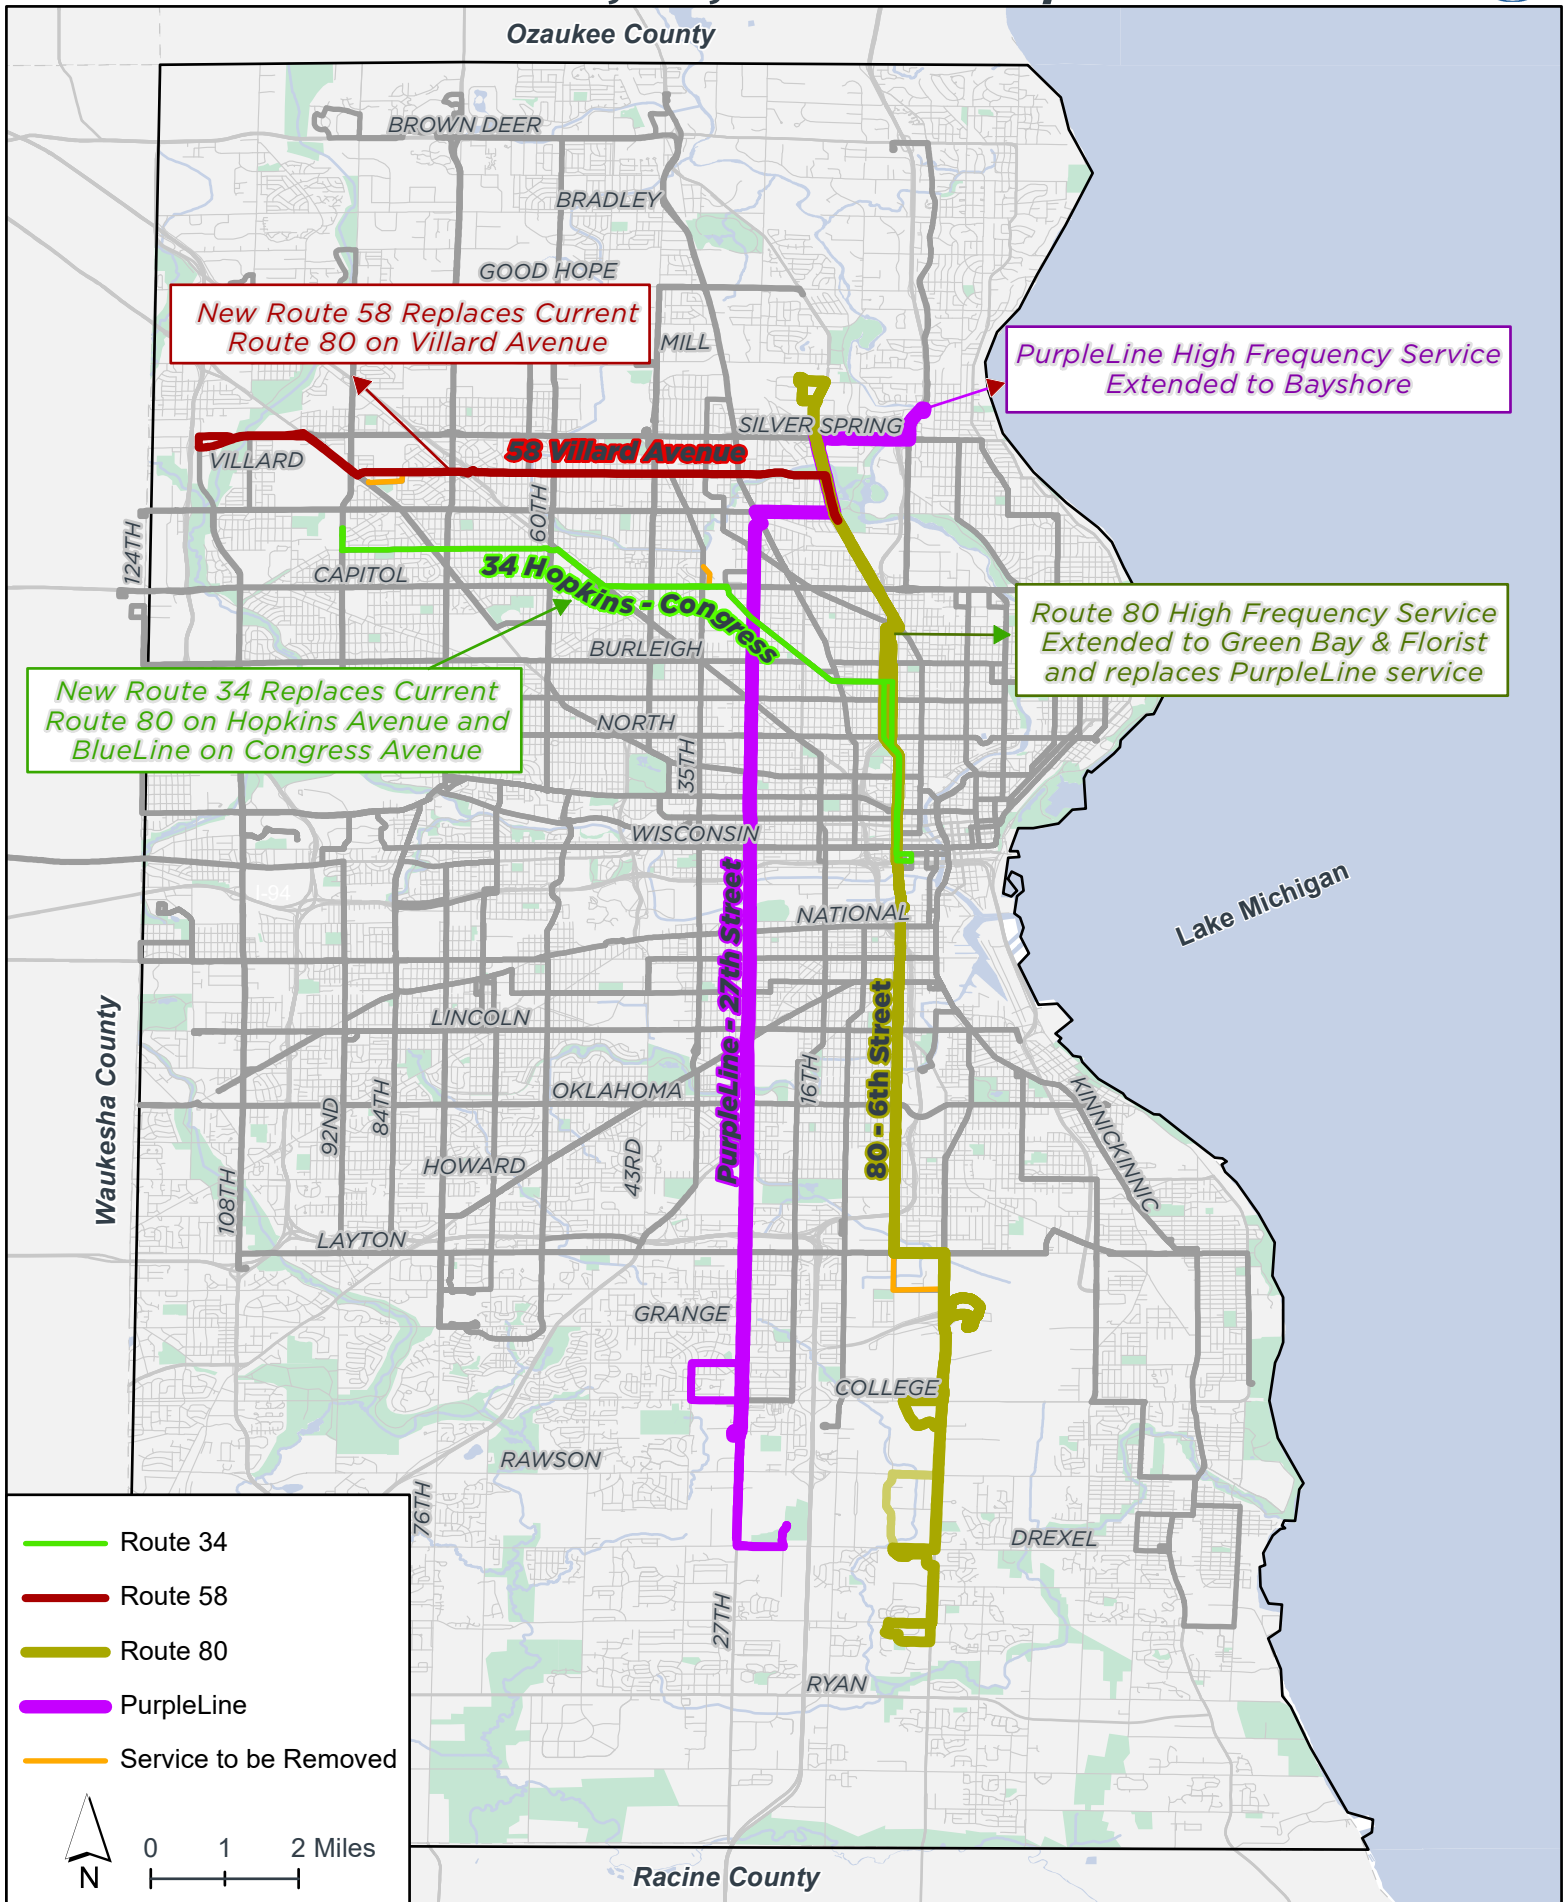 Ozaukee County
BROWN DEER
BRADLEY
GOOD HOPE
New Route 58 Replaces Current
Route 80 on Villard Avenue
MILL
PurpleLine High Frequency Service
Extended to Bayshore
SILVER SPRING
58 Villard Avenue
VILLARD
60TH
124TH
CAPITOL
34 Hopkins - Congress
Route 80 High Frequency Service
Extended to Green Bay & Florist
and replaces PurpleLine service
BURLEIGH
New Route 34 Replaces Current
Route 80 on Hopkins Avenue and
BlueLine on Congress Avenue
NORTH
35TH
WISCONSIN
I-94
NATIONAL
Lake Michigan
PurpleLine - 27th Street
80 - 6th Street
Waukesha County
LINCOLN
OKLAHOMA
16TH
KINNICKINNIC
92ND
84TH
HOWARD
43RD
108TH
LAYTON
GRANGE
COLLEGE
RAWSON
76TH
DREXEL
27TH
RYAN
Route 34
Route 58
Route 80
PurpleLine
Service to be Removed
N
0 1 2 Miles
Racine County